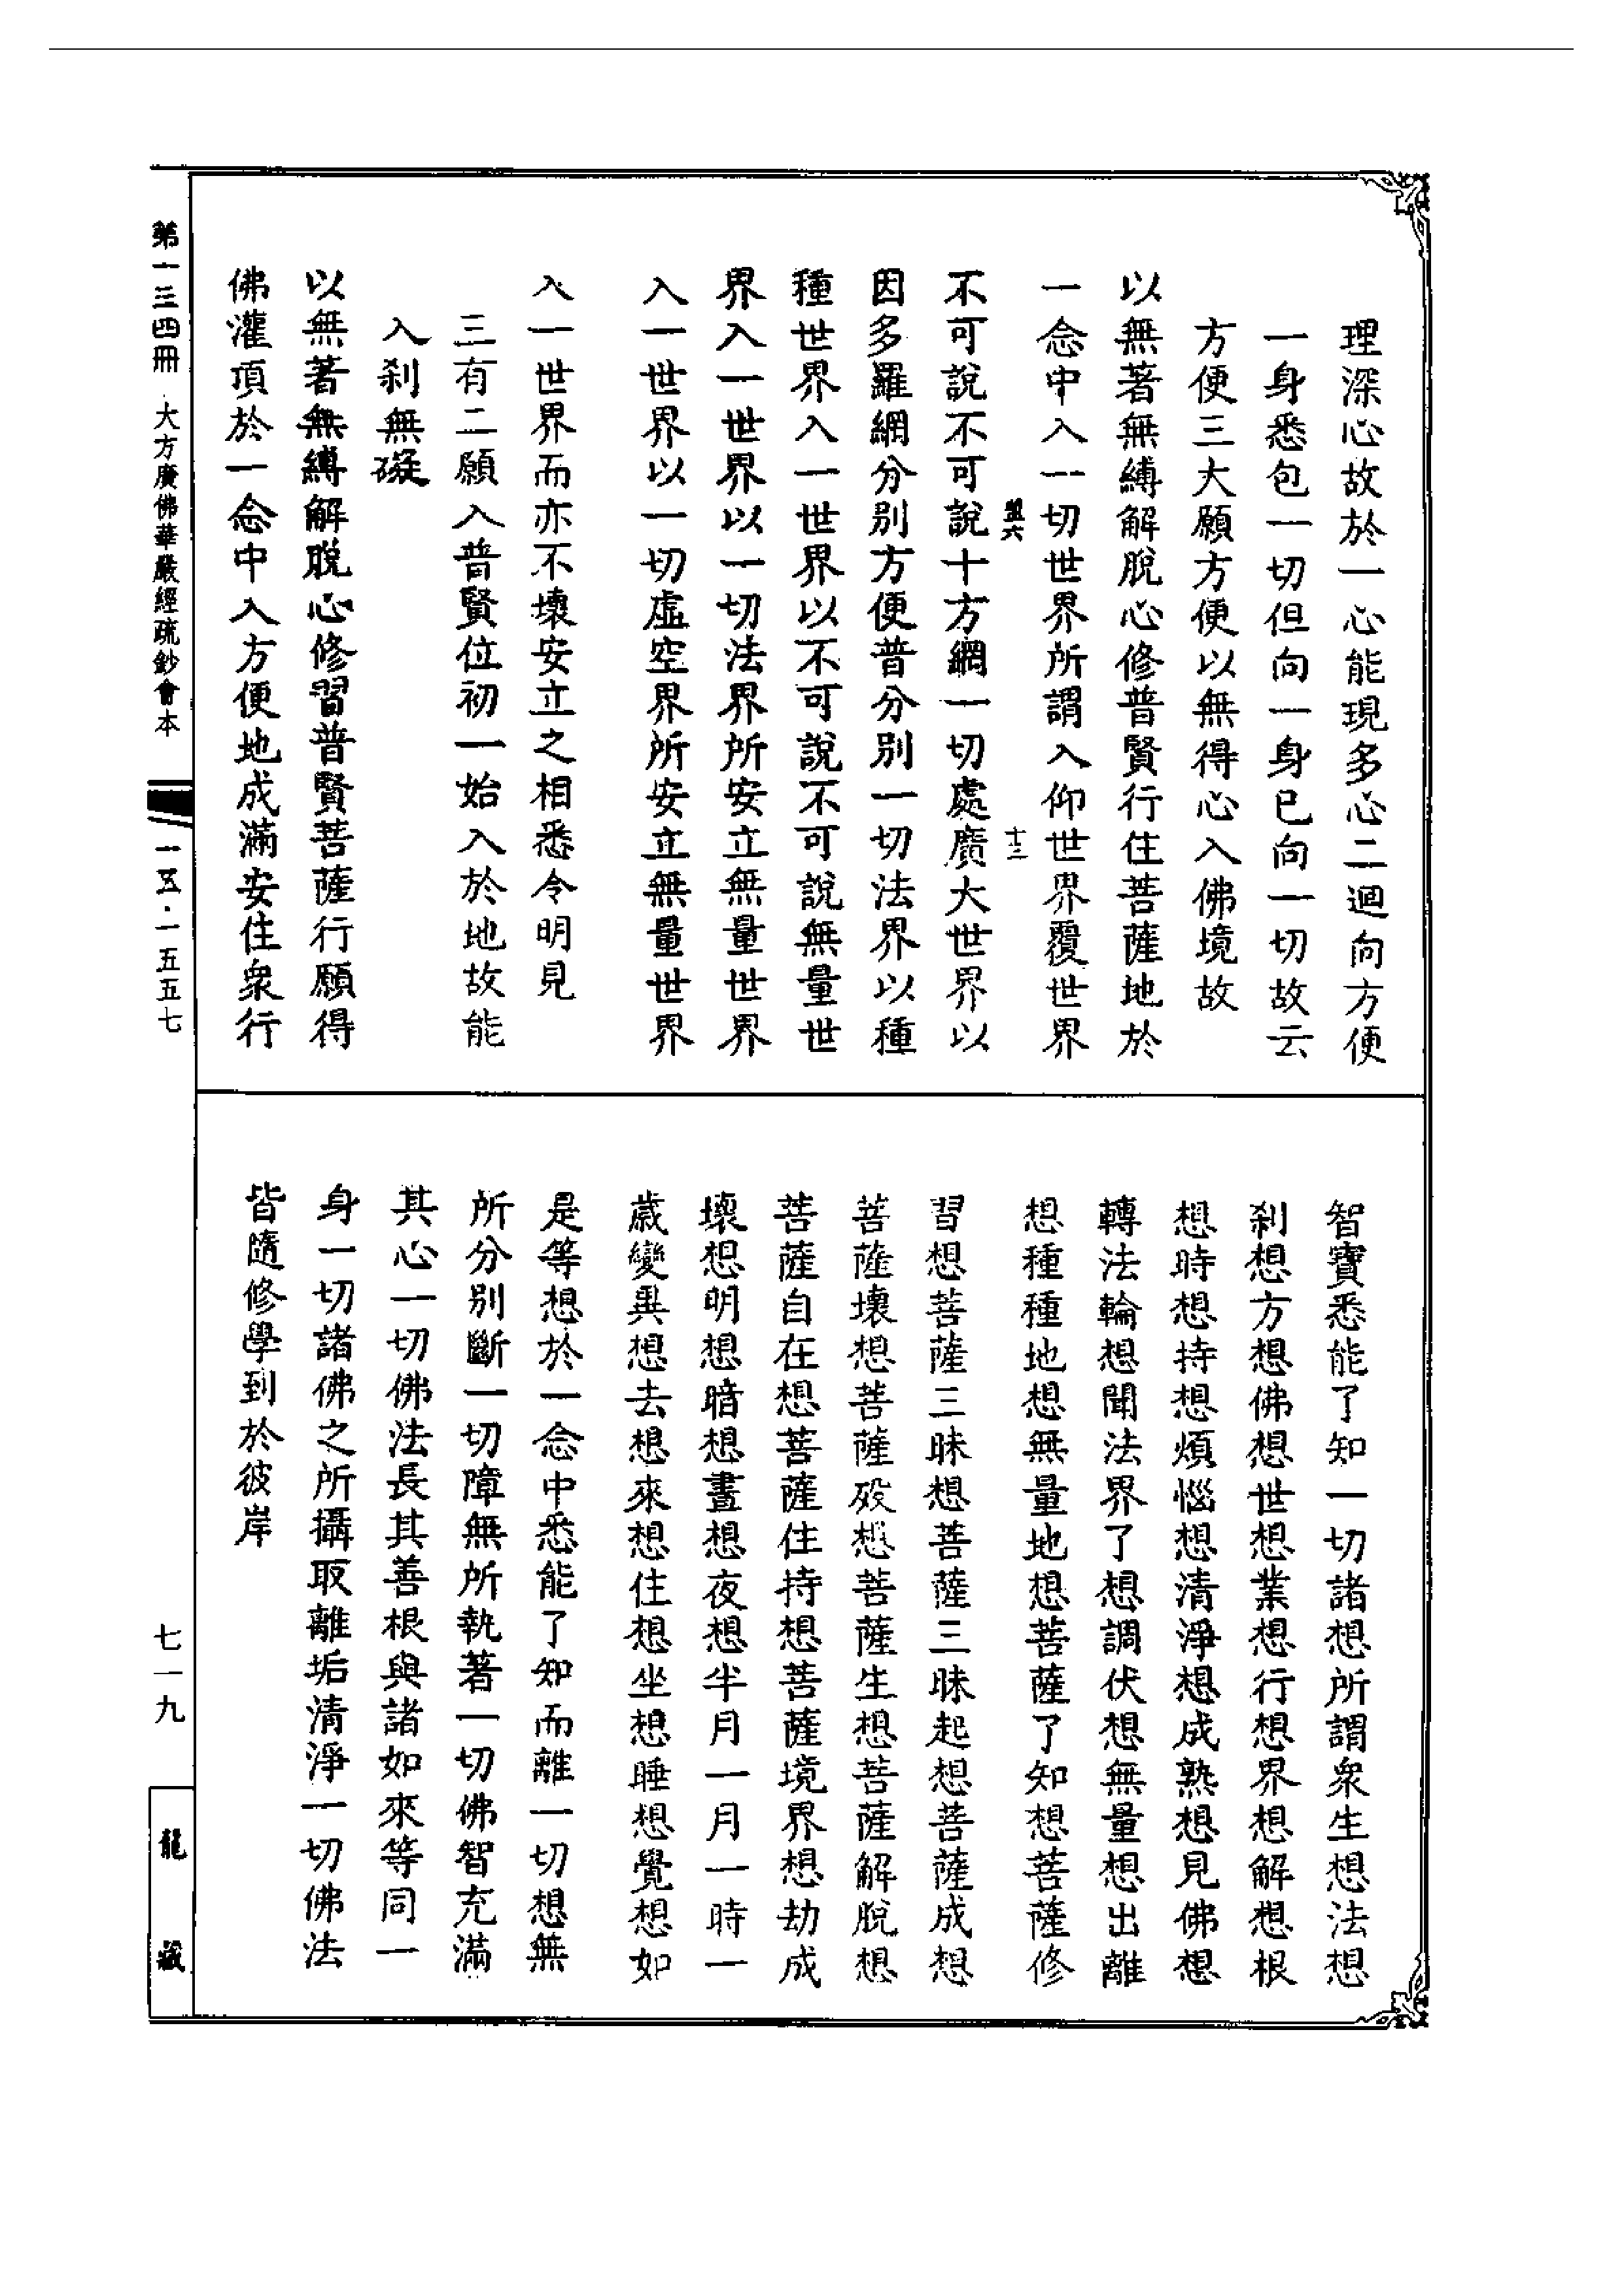 理深心故於一心能現多心二迴向方便
一身悉包一切但向一身已向一切故云
方便三大願方便以無得心入佛境故
以無著無縛解脫心修普賢行住菩薩地於
一念中入一切世界所謂入仰世界覆世界
十三
不可說不可說十方網一切處廣大世界以
因多羅網分別方便普分別一切法界以種
種世界入一世界以不可說不可說無量世
界入一世界以一切法界所安立無量世界
入一世界以一切虛空界所安立無量世界
入一世界而亦不壞安立之相悉令明見
三有二願入普賢位初一始入於地故能
入剎無礙
以無著無縛解脫心修習普賢菩薩行願得
佛灌頂於一念中入方便地成滿安住衆行
智寶悉能了知一切諸想所謂衆生想法想
剎想方想佛想世想業想行想界想解想根
想時想持想煩惱想清淨想成熟想見佛想
轉法輪想聞法界了想調伏想無量想出離
想種種地想無量地想菩薩了知想菩薩修
習想菩薩三昧想菩薩三昧起想菩薩成想
菩薩壞想菩薩歿想菩薩生想菩薩解脫想
菩薩自在想菩薩住持想菩薩境界想劫成
壞想明想暗想晝想夜想半月一月一時一
歲變異想去想來想住想坐想睡想覺想如
是等想於一念中悉能了知而離一切想無
所分別斷一切障無所執著一切佛智充滿
其心一切佛法長其善根與諸如來等同一
身一切諸佛之所攝取離垢清淨一切佛法
皆隨修學到於彼岸
第一三四冊 大方廣佛華嚴經疏鈔會本
一五·一五五七
七一九
龍藏